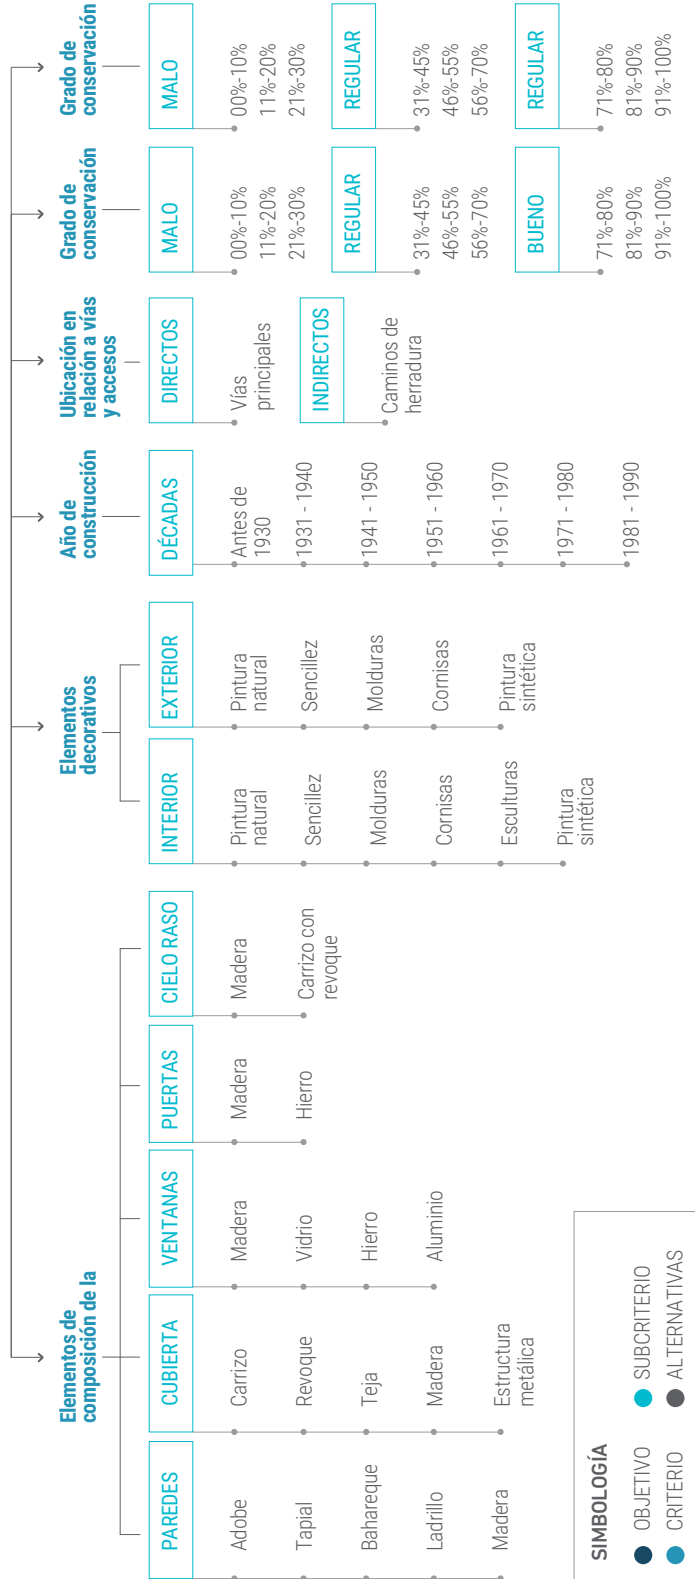 Elementos de
composición de la
PAREDES
Adobe
Tapial
Bahareque
Ladrillo
Madera
CUBIERTA
Carrizo
Revoque
Teja
Madera
Estructura
metálica
VENTANAS
Madera
Vidrio
Hierro
Aluminio
PUERTAS
Madera
Hierro
CIELO RASO
Madera
Carrizo con
revoque
Elementos
decorativos
INTERIOR
Pintura
natural
Sencillez
Molduras
Cornisas
Esculturas
Pintura
sintética
EXTERIOR
Pintura
natural
Sencillez
Molduras
Cornisas
Pintura
sintética
Año de
construcción
DÉCADAS
Antes de
1930
1931 - 1940
1941 - 1950
1951 - 1960
1961 - 1970
1971 - 1980
1981 - 1990
Ubicación en
relación a vías
y accesos
DIRECTOS
Vías
principales
INDIRECTOS
Caminos de
herradura
Grado de
conservación
MALO
00%-10%
11%-20%
21%-30%
REGULAR
31%-45%
46%-55%
56%-70%
BUENO
71%-80%
81%-90%
91%-100%
Grado de
conservación
MALO
00%-10%
11%-20%
21%-30%
REGULAR
31%-45%
46%-55%
56%-70%
REGULAR
71%-80%
81%-90%
91%-100%
SIMBOLOGÍA
OBJETIVO
CRITERIO
SUBCRITERIO
ALTERNATIVAS